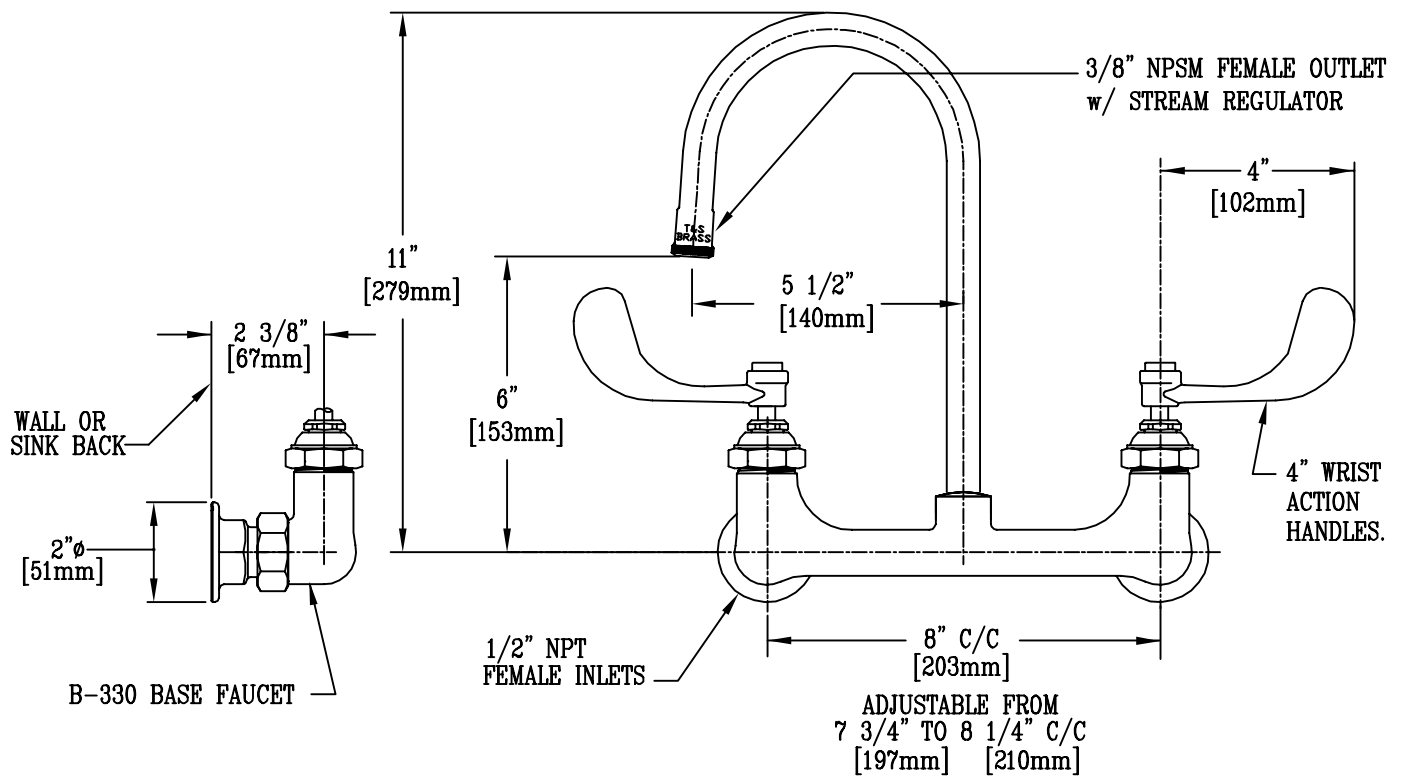 3/8" NPSM FEMALE OUTLET
w/ STREAM REGULATOR
4"
[102mm]
T&S
BRASS
11"
[279mm]
5 1/2"
[140mm]
2 3/8"
[67mm]
6"
[153mm]
WALL OR
SINK BACK
4" WRIST
ACTION
HANDLES.
2"ø
[51mm]
1/2" NPT
FEMALE INLETS
8" C/C
[203mm]
B-330 BASE FAUCET
ADJUSTABLE FROM
7 3/4" TO 8 1/4" C/C
[197mm] [210mm]